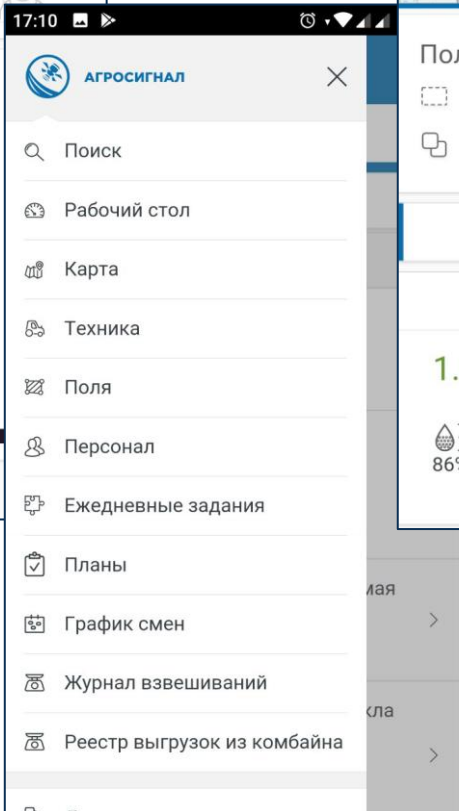 17:10
АГРОСИГНАЛ
Поиск
Рабочий стол
Карта
Техника
Поля
Персонал
Ежедневные задания
Планы
График смен
Журнал взвешиваний
Реестр выгрузок из комбайна
1.